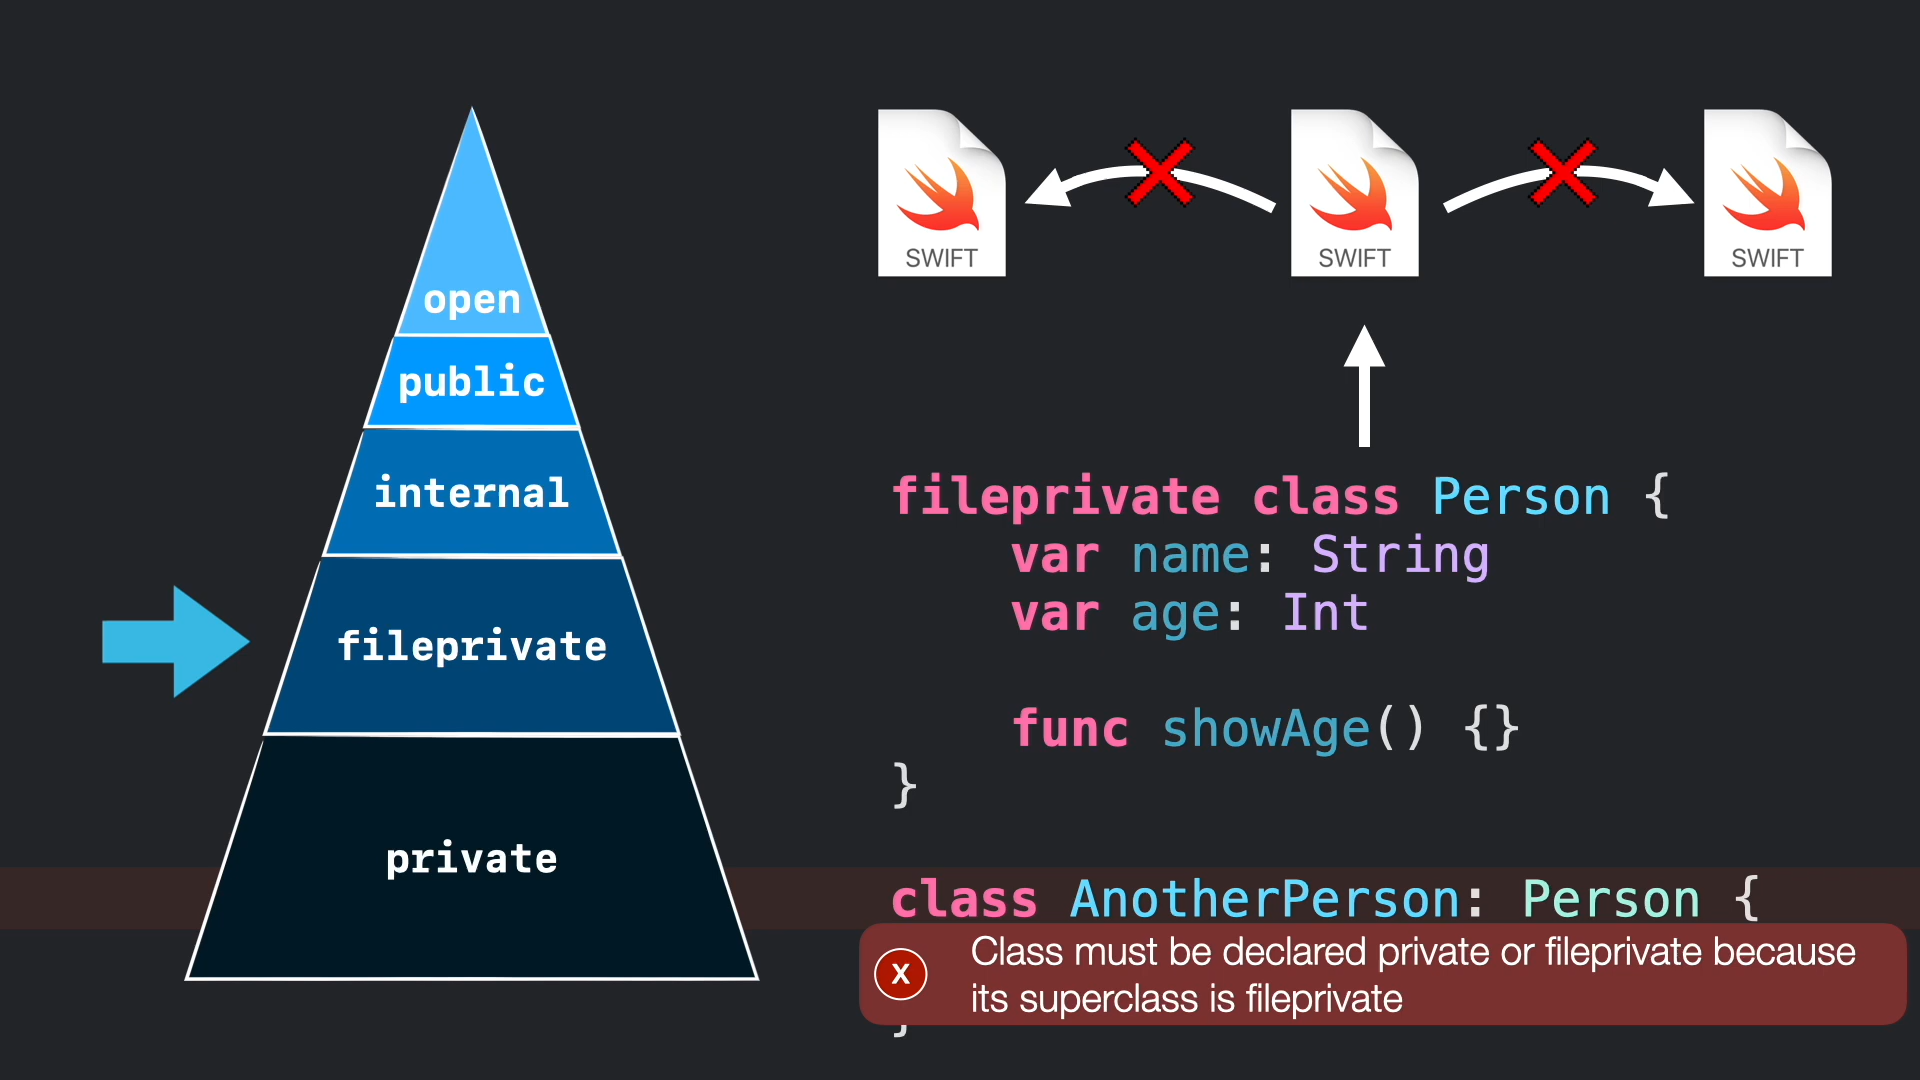 open
public
internal
fileprivate
private
SWIFT
SWIFT
SWIFT
fileprivate class Person {
var name: String
var age: Int
func showAge() {}
}
class AnotherPerson: Person {
X
Class must be declared private or fileprivate because
its superclass is fileprivate
}